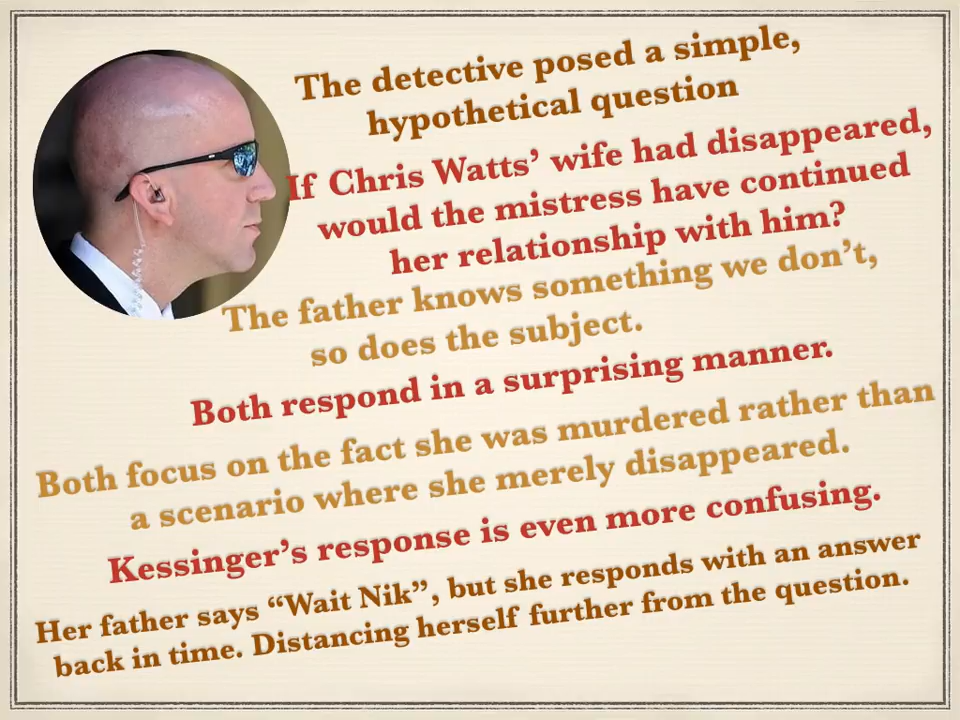 The detective posed a simple,
hypothetical question
If Chris Watts’ wife had disappeared,
would the mistress have continued
her relationship with him?
The father knows something we don’t,
so does the subject.
Both respond in a surprising manner.
Both focus on the fact she was murdered rather than
a scenario where she merely disappeared.
Kessinger’s response is even more confusing.
Her father says “Wait Nik”, but she responds with an answer
back in time. Distancing herself further from the question.